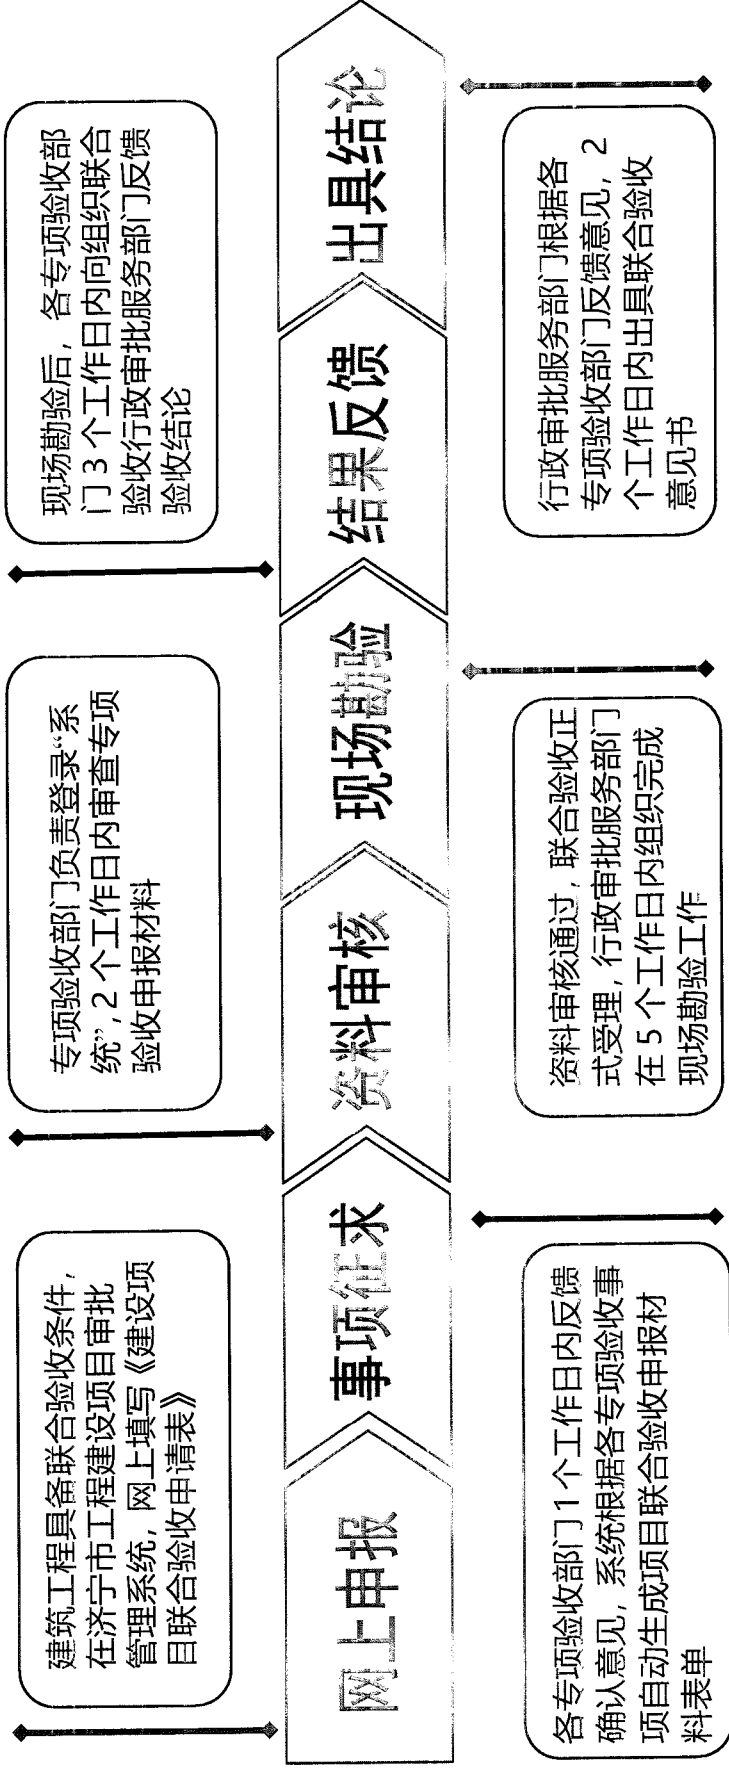 建筑工程具备联合验收条件，
在济宁市工程建设项目审批
管理系统，网上填写《建设项
目联合验收申请表》
专项验收部门负责登录“系
统”，2 个工作日内审查专项
验收申报材料
现场勘验后，各专项验收部
门 3 个工作日内向组织联合
验收行政审批服务部门反馈
验收结论
网上申报
事项征求
资料审核
现场勘验
结果反馈
出具结论
各专项验收部门 1 个工作日内反馈
确认意见，系统根据各专项验收事
项自动生成项目联合验收申报材
料表单
资料审核通过，联合验收正
式受理，行政审批服务部门
在 5 个工作日内组织完成
现场勘验工作
行政审批服务部门根据各
专项验收部门反馈意见，2
个工作日内出具联合验收
意见书